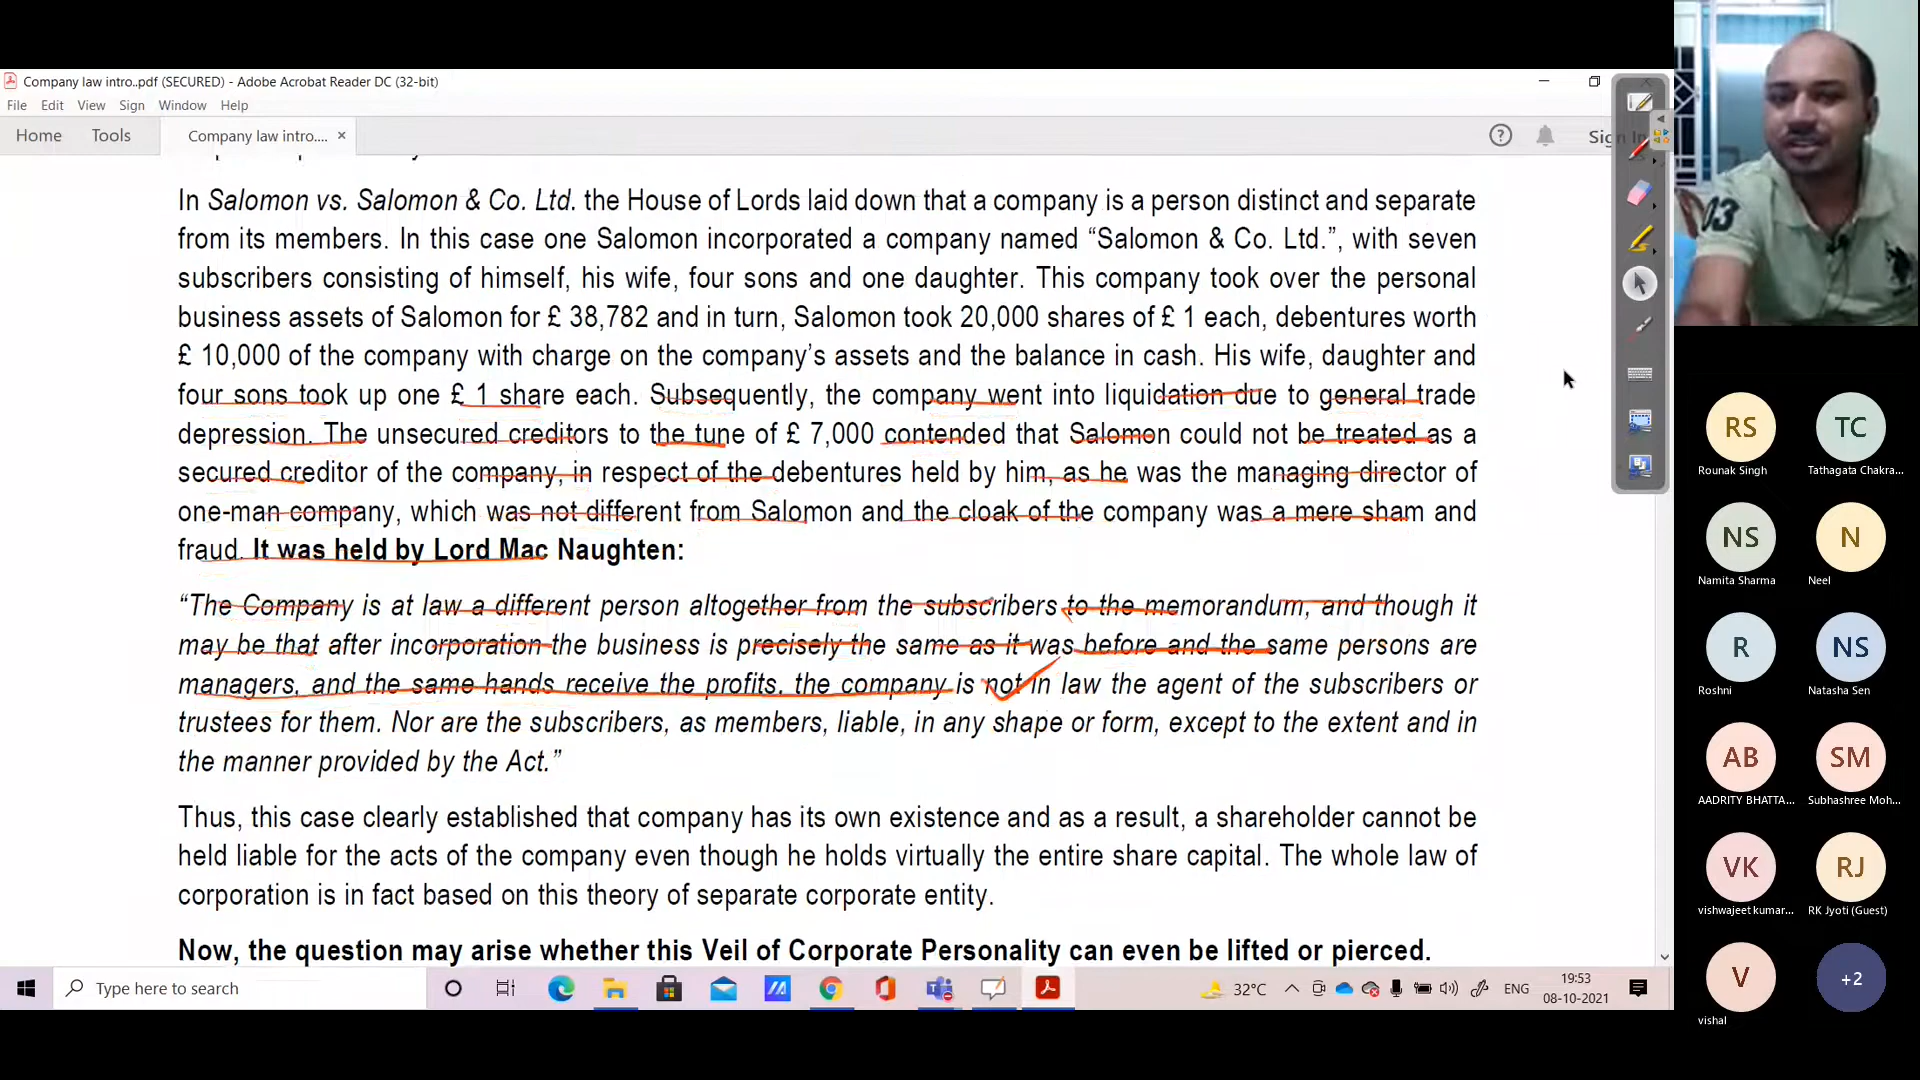 Company law intro..pdf (SECURED) - Adobe Acrobat Reader DC (32-bit)
File Edit View Sign Window Help
Home Tools Company law intro.... × Sign In
In Salomon vs. Salomon & Co. Ltd. the House of Lords laid down that a company is a person distinct and separate
from its members. In this case one Salomon incorporated a company named “Salomon & Co. Ltd.”, with seven
subscribers consisting of himself, his wife, four sons and one daughter. This company took over the personal
business assets of Salomon for £ 38,782 and in turn, Salomon took 20,000 shares of £ 1 each, debentures worth
£ 10,000 of the company with charge on the company’s assets and the balance in cash. His wife, daughter and
four sons took up one £ 1 share each. Subsequently, the company went into liquidation due to general trade
depression. The unsecured creditors to the tune of £ 7,000 contended that Salomon could not be treated as a
secured creditor of the company, in respect of the debentures held by him, as he was the managing director of
one-man company, which was not different from Salomon and the cloak of the company was a mere sham and
fraud. It was held by Lord Mac Naughten:
“The Company is at law a different person altogether from the subscribers to the memorandum, and though it
may be that after incorporation the business is precisely the same as it was before and the same persons are
managers, and the same hands receive the profits, the company is not in law the agent of the subscribers or
trustees for them. Nor are the subscribers, as members, liable, in any shape or form, except to the extent and in
the manner provided by the Act.”
Thus, this case clearly established that company has its own existence and as a result, a shareholder cannot be
held liable for the acts of the company even though he holds virtually the entire share capital. The whole law of
corporation is in fact based on this theory of separate corporate entity.
Now, the question may arise whether this Veil of Corporate Personality can even be lifted or pierced.
Type here to search
32°C ENG
19:53
08-10-2021
03
RS TC
Rounak Singh Tathagata Chakra...
NS N
Namita Sharma Neel
R NS
Roshni Natasha Sen
AB SM
AADRITY BHATTA... Subhashree Moh...
VK RJ
vishwajeet kumar... RK Jyoti (Guest)
V +2
vishal